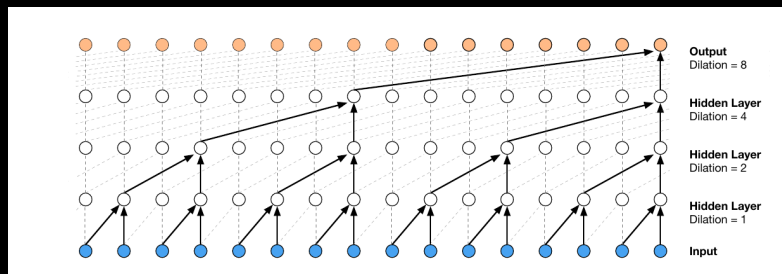 Output
Dilation = 8
Hidden Layer
Dilation = 4
Hidden Layer
Dilation = 2
Hidden Layer
Dilation = 1
Input